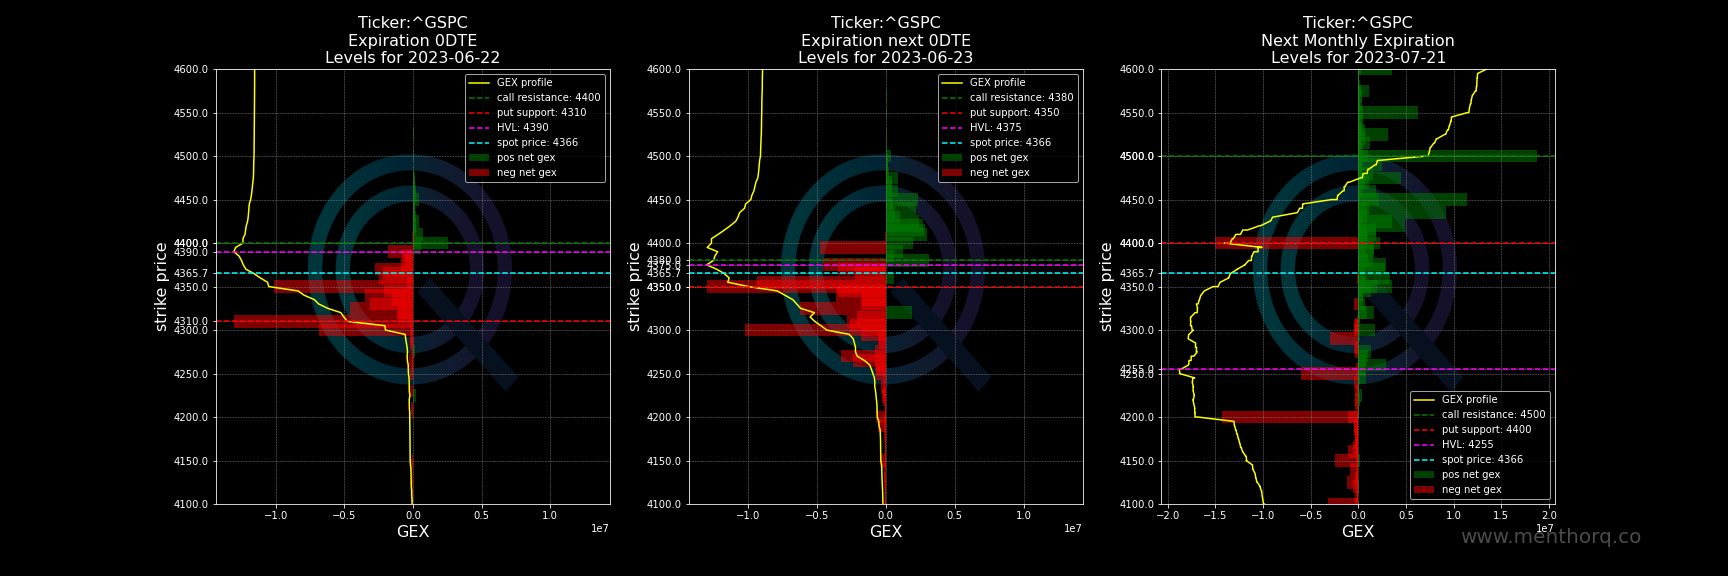 Ticker:^GSPC
Expiration 0DTE
Levels for 2023-06-22
4600.0
4550.0
4500.0
4450.0
4400.0
4390.0
4365.7
4350.0
4310.0
4300.0
4250.0
4200.0
4150.0
4100.0
strike price
GEX profile
call resistance: 4400
put support: 4310
HVL: 4390
spot price: 4366
pos net gex
neg net gex
−1.0 −0.5 0.0 0.5 1.0
1e7
GEX
Ticker:^GSPC
Expiration next 0DTE
Levels for 2023-06-23
4600.0
4550.0
4500.0
4450.0
4400.0
4380.0
4365.7
4350.0
4300.0
4250.0
4200.0
4150.0
4100.0
strike price
GEX profile
call resistance: 4380
put support: 4350
HVL: 4375
spot price: 4366
pos net gex
neg net gex
−1.0 −0.5 0.0 0.5 1.0
1e7
GEX
Ticker:^GSPC
Next Monthly Expiration
Levels for 2023-07-21
4600.0
4550.0
4500.0
4450.0
4400.0
4365.7
4350.0
4300.0
4255.0
4250.0
4200.0
4150.0
4100.0
strike price
GEX profile
call resistance: 4500
put support: 4400
HVL: 4255
spot price: 4366
pos net gex
neg net gex
−2.0 −1.5 −1.0 −0.5 0.0 0.5 1.0 1.5 2.0
1e7
GEX
www.menthorq.co